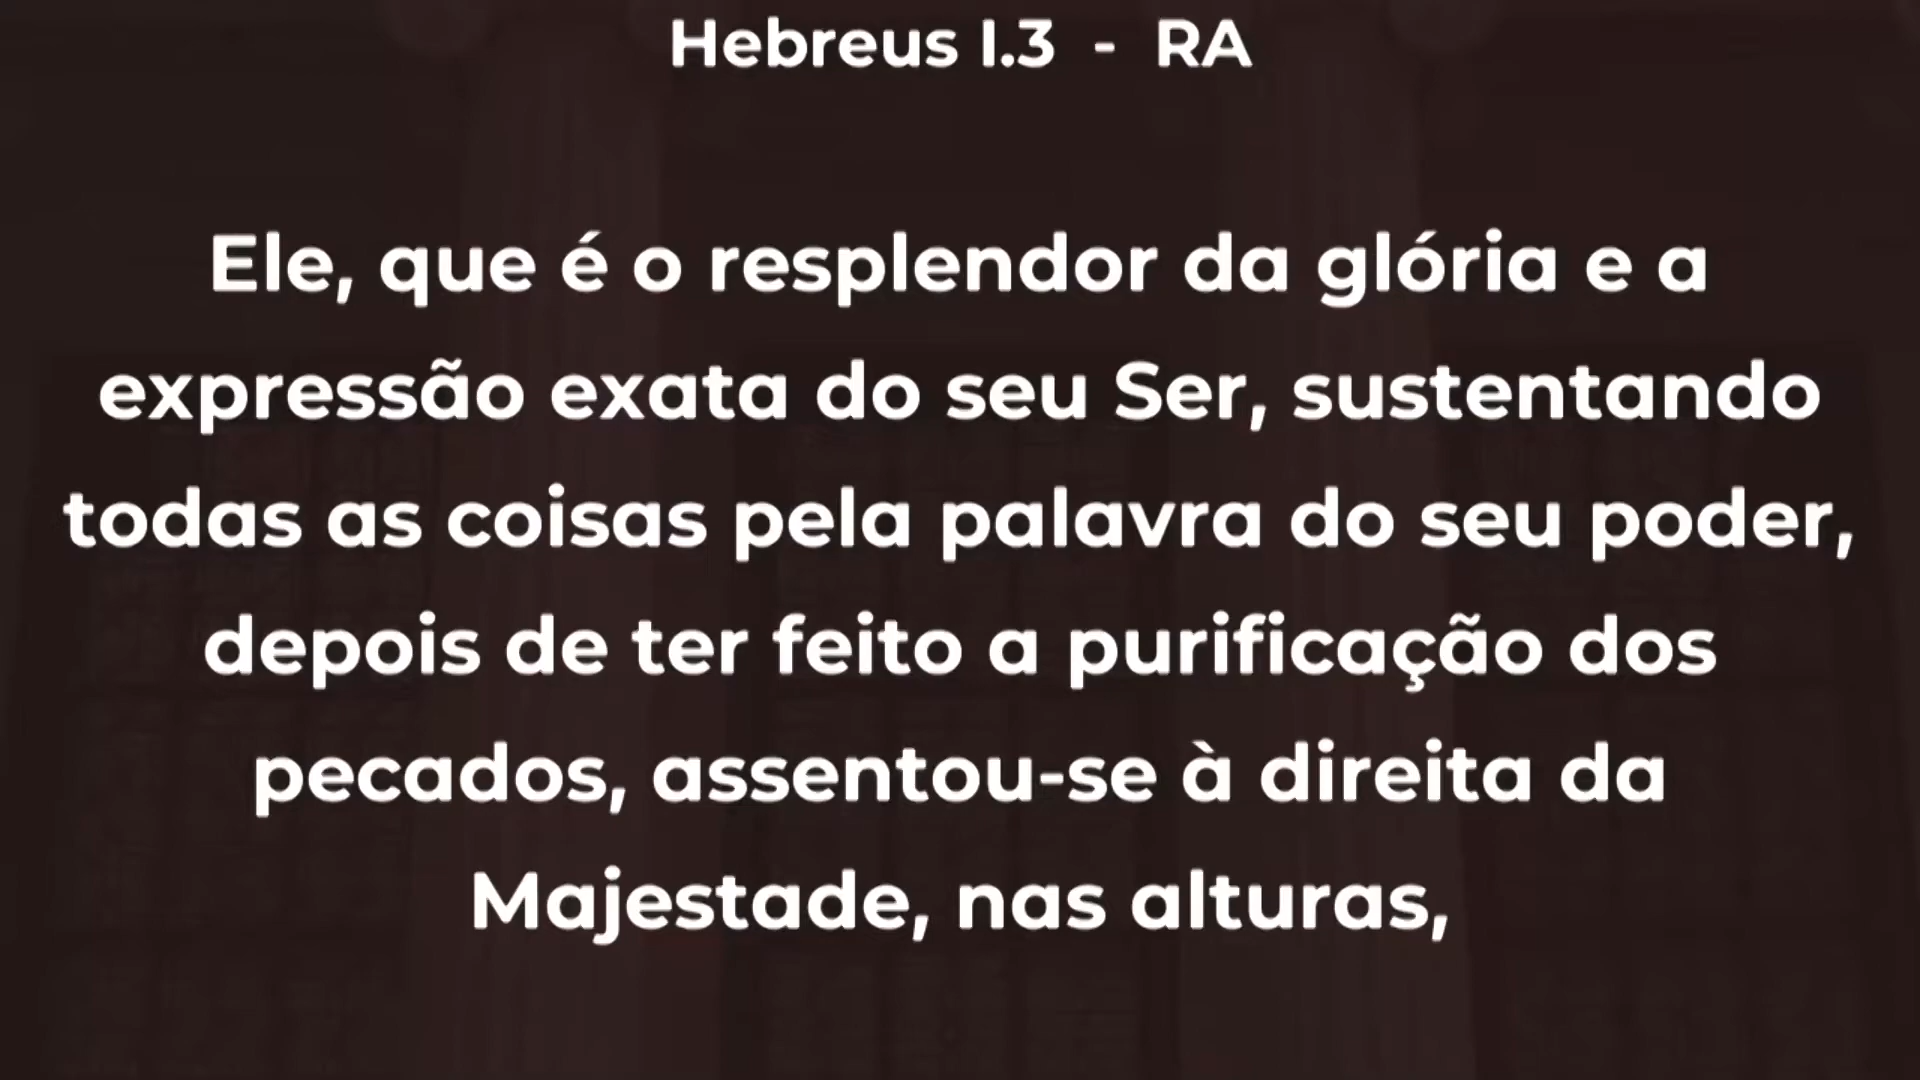 Hebreus I.3 - RA
Ele, que é o resplendor da glória e a
expressão exata do seu Ser, sustentando
todas as coisas pela palavra do seu poder,
depois de ter feito a purificação dos
pecados, assentou-se à direita da
Majestade, nas alturas,